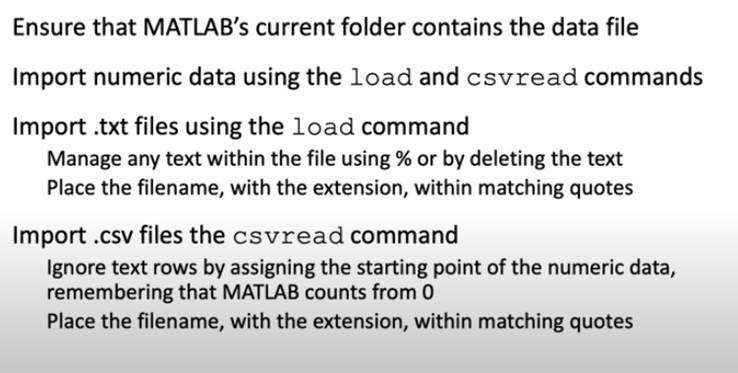 Ensure that MATLAB’s current folder contains the data file
Import numeric data using the load and csvread commands
Import .txt files using the load command
Manage any text within the file using % or by deleting the text
Place the filename, with the extension, within matching quotes
Import .csv files the csvread command
Ignore text rows by assigning the starting point of the numeric data,
remembering that MATLAB counts from 0
Place the filename, with the extension, within matching quotes